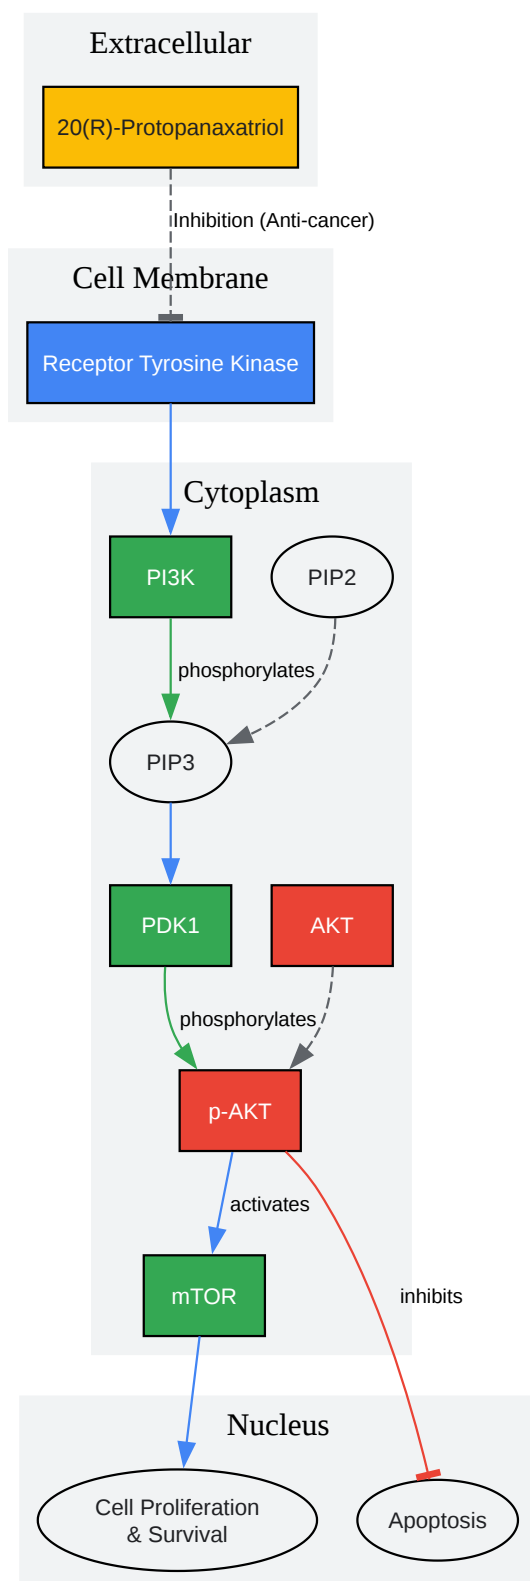 Extracellular
20(R)-Protopanaxatriol
Inhibition (Anti-cancer)
Cell Membrane
Receptor Tyrosine Kinase
Cytoplasm
PI3K
PIP2
phosphorylates
PIP3
PDK1
AKT
phosphorylates
p-AKT
activates
mTOR
inhibits
Nucleus
Cell Proliferation
& Survival
Apoptosis